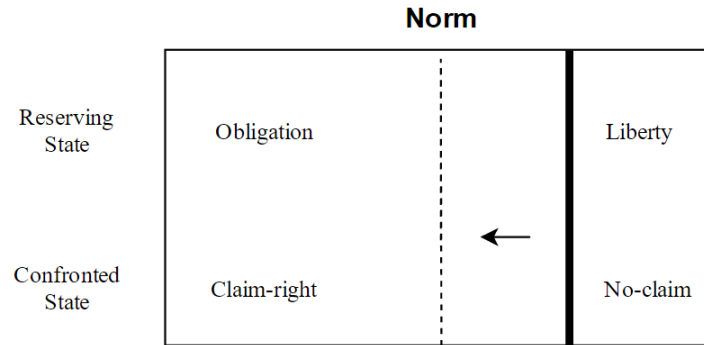 Norm
Reserving
State
Obligation
Liberty
Confronted
State
Claim-right
No-claim